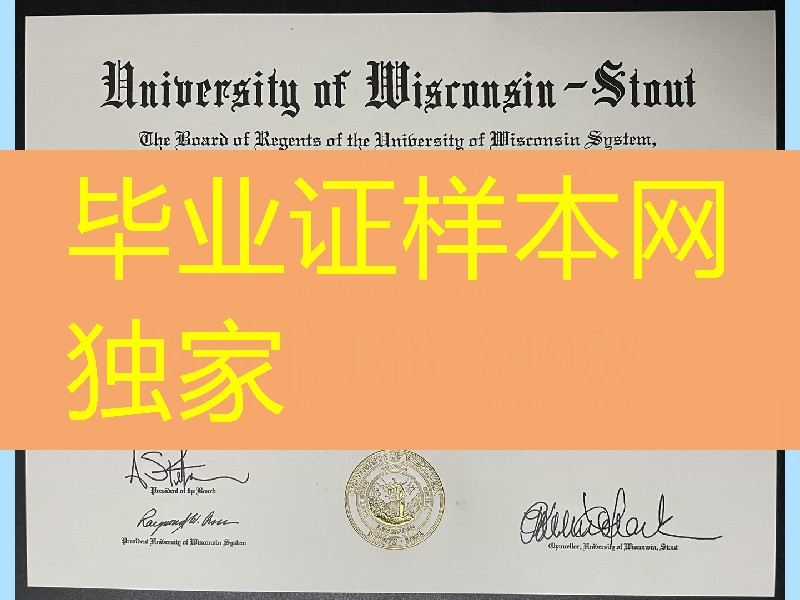 University of Wisconsin-Stout
The Board of Regents of the University of Wisconsin System,
毕业证样本网
独家
President of the Board
President University of Wisconsin System
Chancellor, University of Wisconsin, Stout